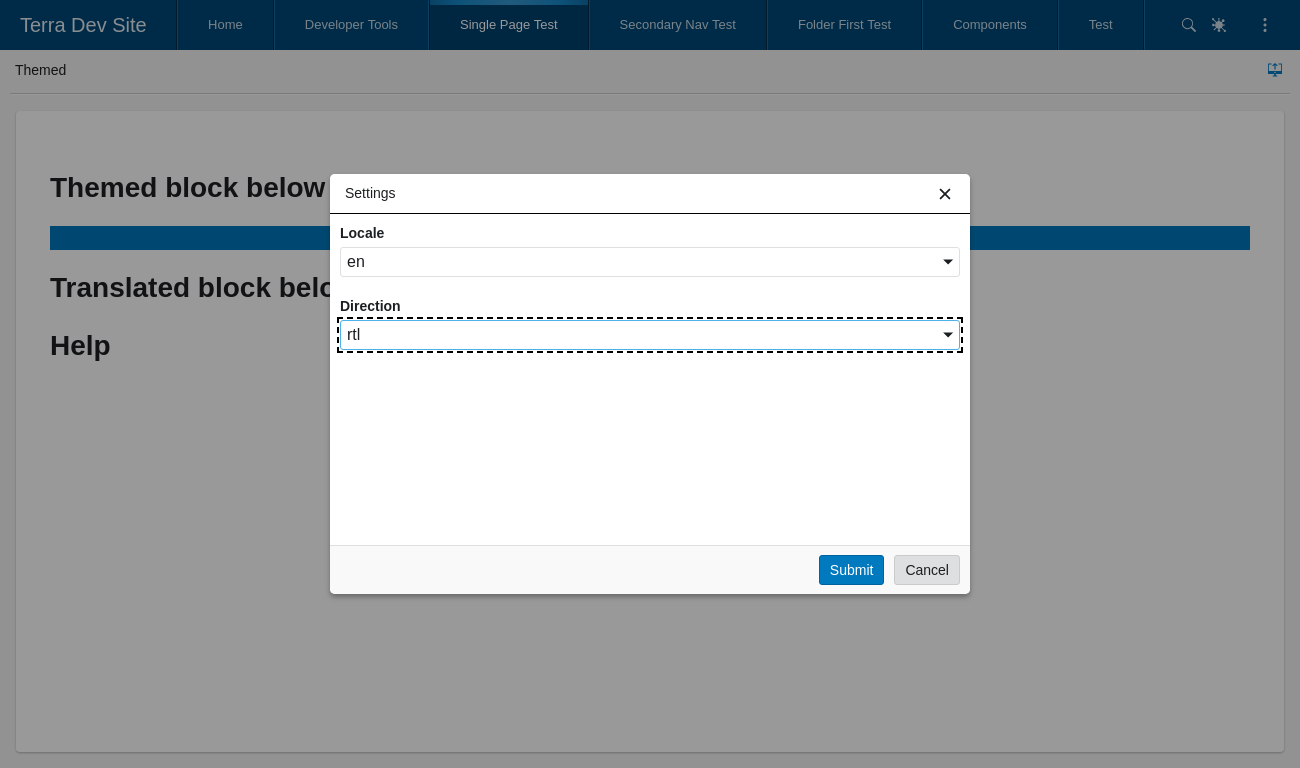 Terra Dev Site
Home
Developer Tools
Single Page Test
Secondary Nav Test
Folder First Test
Components
Test
Themed
Themed block below
Translated block belo
Help
Settings
Locale
en
Direction
rtl
Submit
Cancel